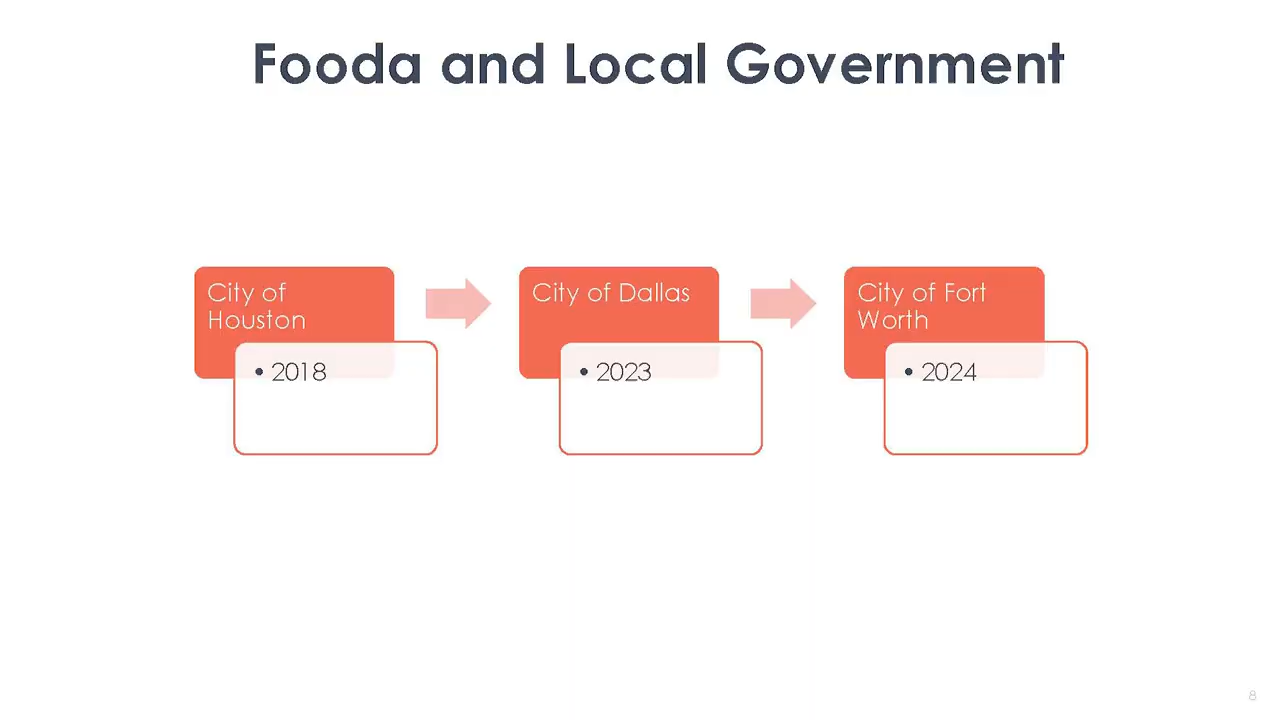 Fooda and Local Government
City of
Houston
• 2018
City of Dallas
• 2023
City of Fort
Worth
• 2024
8